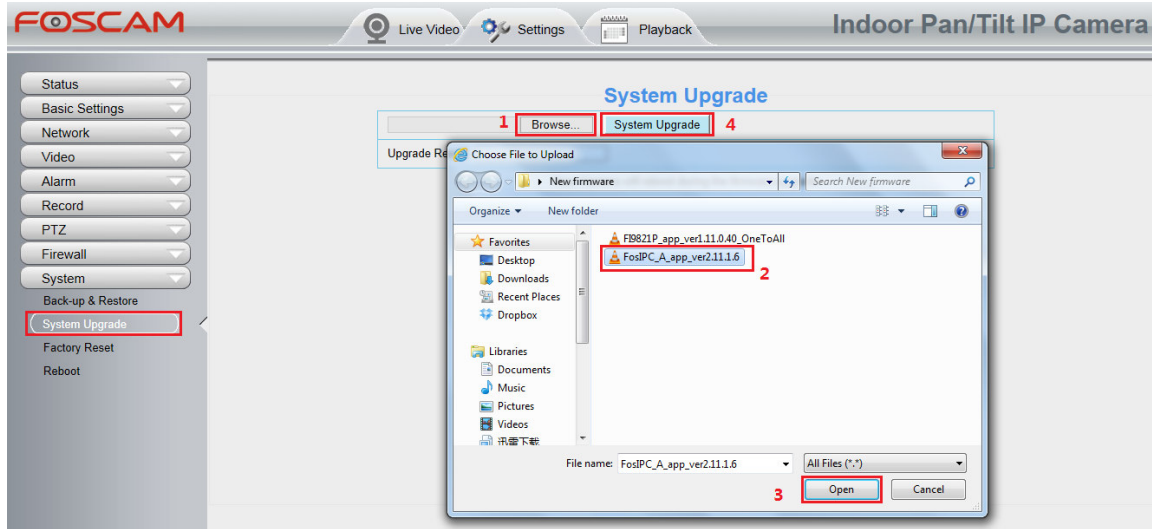 FOSCAM
Live Video
Settings
Playback
Indoor Pan/Tilt IP Camera
Status
Basic Settings
Network
Video
Alarm
Record
PTZ
Firewall
System
Back-up & Restore
System Upgrade
Factory Reset
Reboot
System Upgrade
1 Browse... System Upgrade 4
Upgrade Re
Choose File to Upload
New firmware
Search New firmware
Organize
New folder
Favorites
Desktop
Downloads
Recent Places
Dropbox
Libraries
Documents
Music
Pictures
Videos
迅雷下载
FI9821P_app_ver1.11.0.40_OneToAll
FosIPC_A_app_ver2.11.1.6
2
File name: FosIPC_A_app_ver2.11.1.6 All Files (*.*)
3 Open Cancel